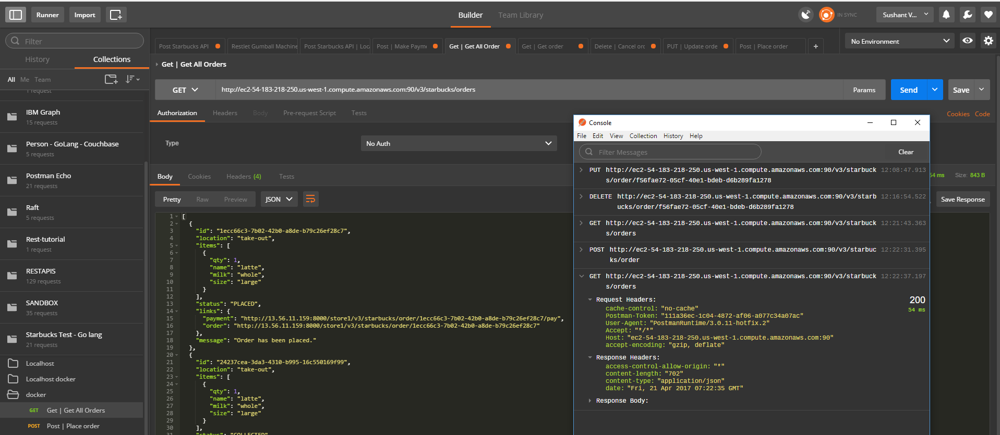 Runner
Import
Builder
Team Library
IN SYNC
Sushant V...
Filter
History
Collections
All Me Team
1 request
IBM Graph
15 requests
Person - GoLang - Couchbase
5 requests
Postman Echo
21 requests
Raft
5 requests
Rest-tutorial
1 request
RESTAPIS
129 requests
SANDBOX
35 requests
Starbucks Test - Go lang
21 requests
Localhost
Localhost docker
docker
GET Get | Get All Orders
POST Post | Place order
Post Starbucks API
Restlet Gumball Machine
Post Starbucks API | Loc
Post | Make Paym
Get | Get All Order
Get | Get order
Delete | Cancel orc
PUT | Update orde
Post | Place order
+
No Environment
Get | Get All Orders
GET
http://ec2-54-183-218-250.us-west-1.compute.amazonaws.com:90/v3/starbucks/orders
Params
Send
Save
Authorization
Headers
Body
Pre-request Script
Tests
Cookies
Code
Type
No Auth
Body
Cookies
Headers (4)
Tests
54 ms
Size: 843 B
Pretty
Raw
Preview
JSON
Save Response
1 [
2 {
3 "id": "1ecc66c3-7b02-42b0-a8de-b79c26ef28c7",
4 "location": "take-out",
5 "items": [
6 {
7 "qty": 1,
8 "name": "latte",
9 "milk": "whole",
10 "size": "large"
11 }
12 ],
13 "status": "PLACED",
14 "links": {
15 "payment": "http://13.56.11.159:8000/store1/v3/starbucks/order/1ecc66c3-7b02-42b0-a8de-b79c26ef28c7/pay",
16 "order": "http://13.56.11.159:8000/store1/v3/starbucks/order/1ecc66c3-7b02-42b0-a8de-b79c26ef28c7"
17 },
18 "message": "Order has been placed."
19 },
20 {
21 "id": "24237cea-3da3-4310-b995-16c550169f99",
22 "location": "take-out",
23 "items": [
24 {
25 "qty": 1,
26 "name": "latte",
27 "milk": "whole",
28 "size": "large"
29 }
30 ],
31 "status": "COLLECTED"
Console
File Edit View Collection History Help
Filter Messages
Clear
PUT http://ec2-54-183-218-250.us-west-1.compute.amazonaws.com:90/v3/starbuck 12:08:47.913
s/order/f56fae72-05cf-40e1-bdeb-d6b289fa1278
DELETE http://ec2-54-183-218-250.us-west-1.compute.amazonaws.com:90/v3/starb 12:16:54.522
ucks/order/f56fae72-05cf-40e1-bdeb-d6b289fa1278
GET http://ec2-54-183-218-250.us-west-1.compute.amazonaws.com:90/v3/starbuck 12:21:43.363
s/orders
POST http://ec2-54-183-218-250.us-west-1.compute.amazonaws.com:90/v3/starbuc 12:22:31.395
ks/order
GET http://ec2-54-183-218-250.us-west-1.compute.amazonaws.com:90/v3/starbuck 12:22:37.197
s/orders
Request Headers:
200
54 ms
cache-control: "no-cache"
Postman-Token: "111a36ec-1c04-4872-af06-a077c34a07ac"
User-Agent: "PostmanRuntime/3.0.11-hotfix.2"
Accept: "*/*"
Host: "ec2-54-183-218-250.us-west-1.compute.amazonaws.com:90"
accept-encoding: "gzip, deflate"
Response Headers:
access-control-allow-origin: "*"
content-length: "702"
content-type: "application/json"
date: "Fri, 21 Apr 2017 07:22:35 GMT"
Response Body: